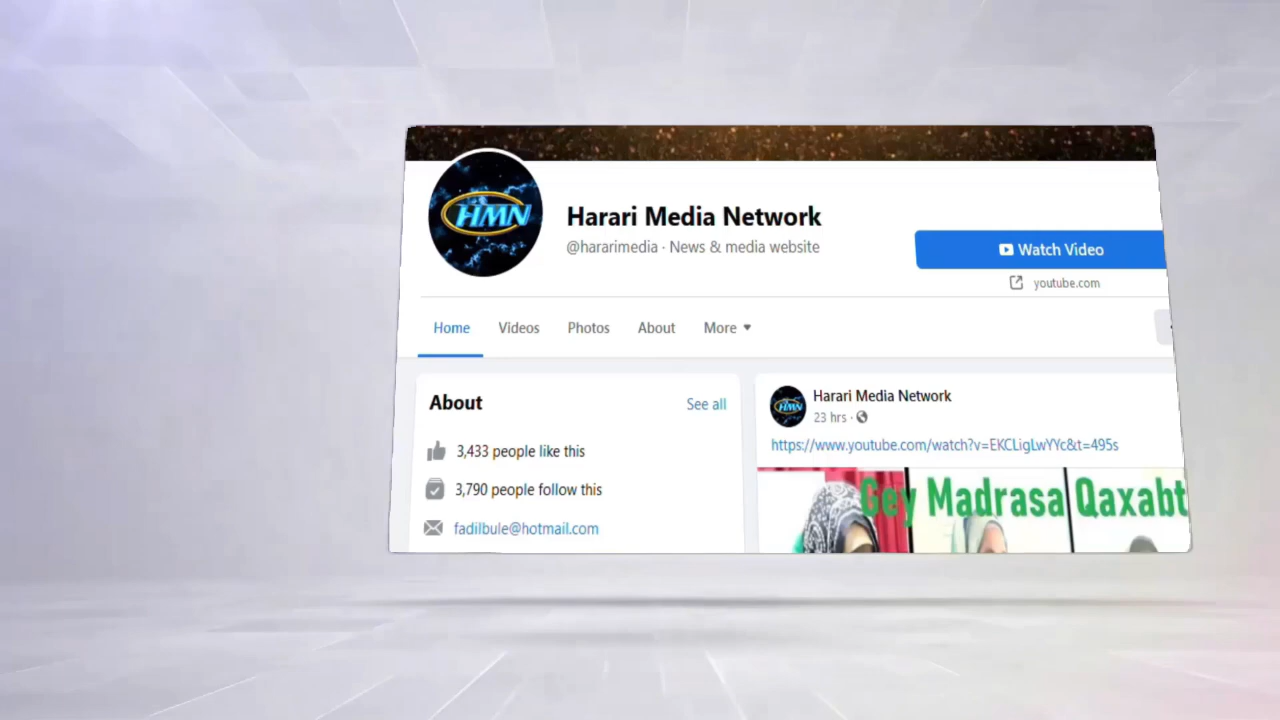 HMN
Harari Media Network
@hararimedia · News & media website
Watch Video
youtube.com
Home Videos Photos About More
About
See all
3,433 people like this
3,790 people follow this
fadilbule@hotmail.com
HMN
Harari Media Network
23 hrs ·
https://www.youtube.com/watch?v=EKCLigLwYYc&t=495s
Gey Madrasa Qaxabt